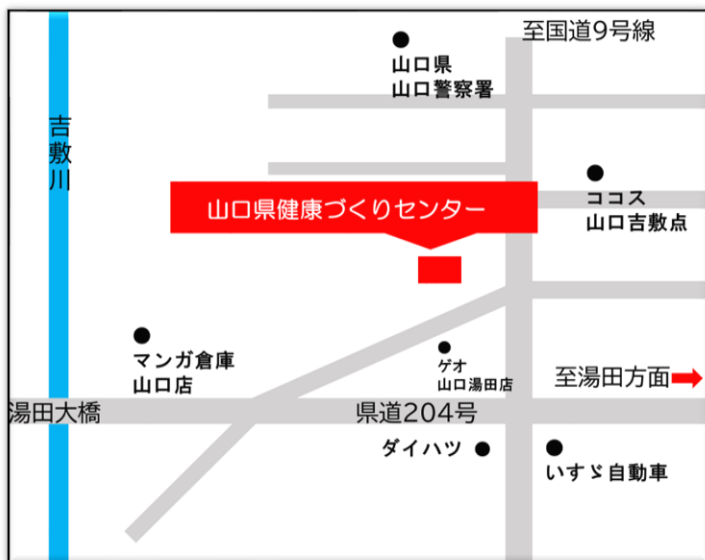 至国道9号線
山口県
山口警察署
吉敷川
ココス
山口吉敷点
山口県健康づくりセンター
マンガ倉庫
山口店
ゲオ
山口湯田店
至湯田方面
湯田大橋
県道204号
ダイハツ
いすゞ自動車